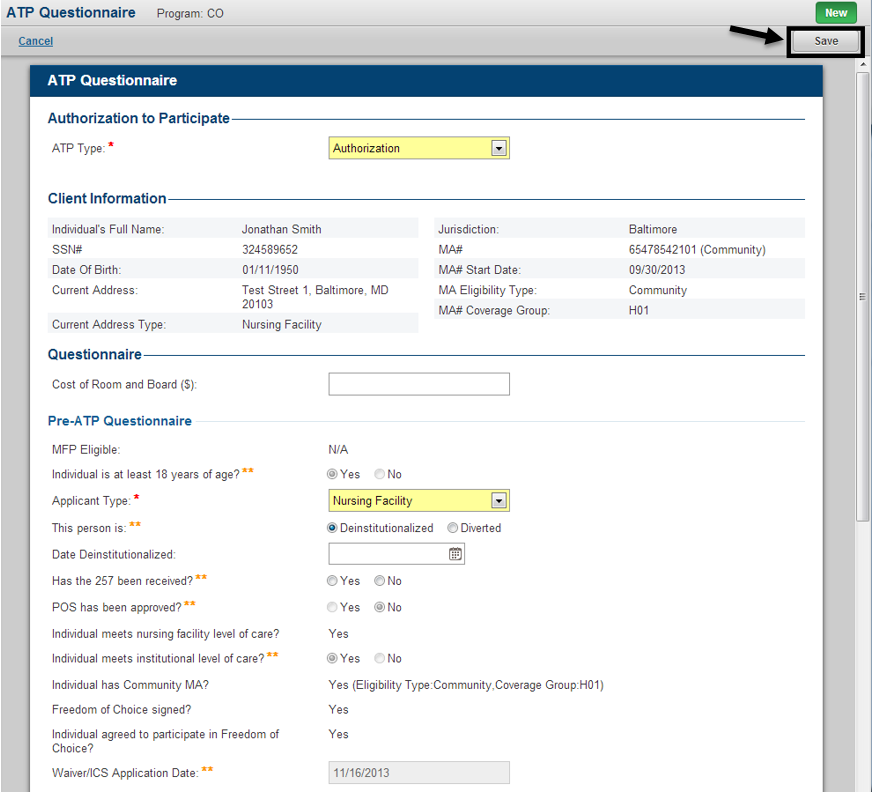 ATP Questionnaire Program: CO New
Cancel Save
ATP Questionnaire
Authorization to Participate
ATP Type: * Authorization
Client Information
Individual's Full Name: Jonathan Smith Jurisdiction: Baltimore
SSN# 324589652 MA# 65478542101 (Community)
Date Of Birth: 01/11/1950 MA# Start Date: 09/30/2013
Current Address: Test Street 1, Baltimore, MD MA Eligibility Type: Community
20103 MA# Coverage Group: H01
Current Address Type: Nursing Facility
Questionnaire
Cost of Room and Board ($):
Pre-ATP Questionnaire
MFP Eligible: N/A
Individual is at least 18 years of age? ** Yes No
Applicant Type: * Nursing Facility
This person is: ** Deinstitutionalized Diverted
Date Deinstitutionalized:
Has the 257 been received? ** Yes No
POS has been approved? ** Yes No
Individual meets nursing facility level of care? Yes
Individual meets institutional level of care? ** Yes No
Individual has Community MA? Yes (Eligibility Type:Community,Coverage Group:H01)
Freedom of Choice signed? Yes
Individual agreed to participate in Freedom of Yes
Choice?
Waiver/ICS Application Date: ** 11/16/2013